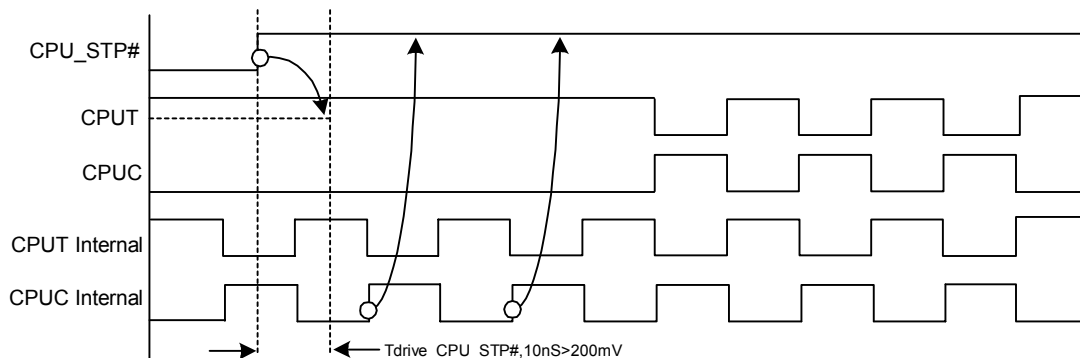 CPU_STP#
CPUT
CPUC
CPUT Internal
CPUC Internal
Tdrive_CPU_STP#,10nS>200mV